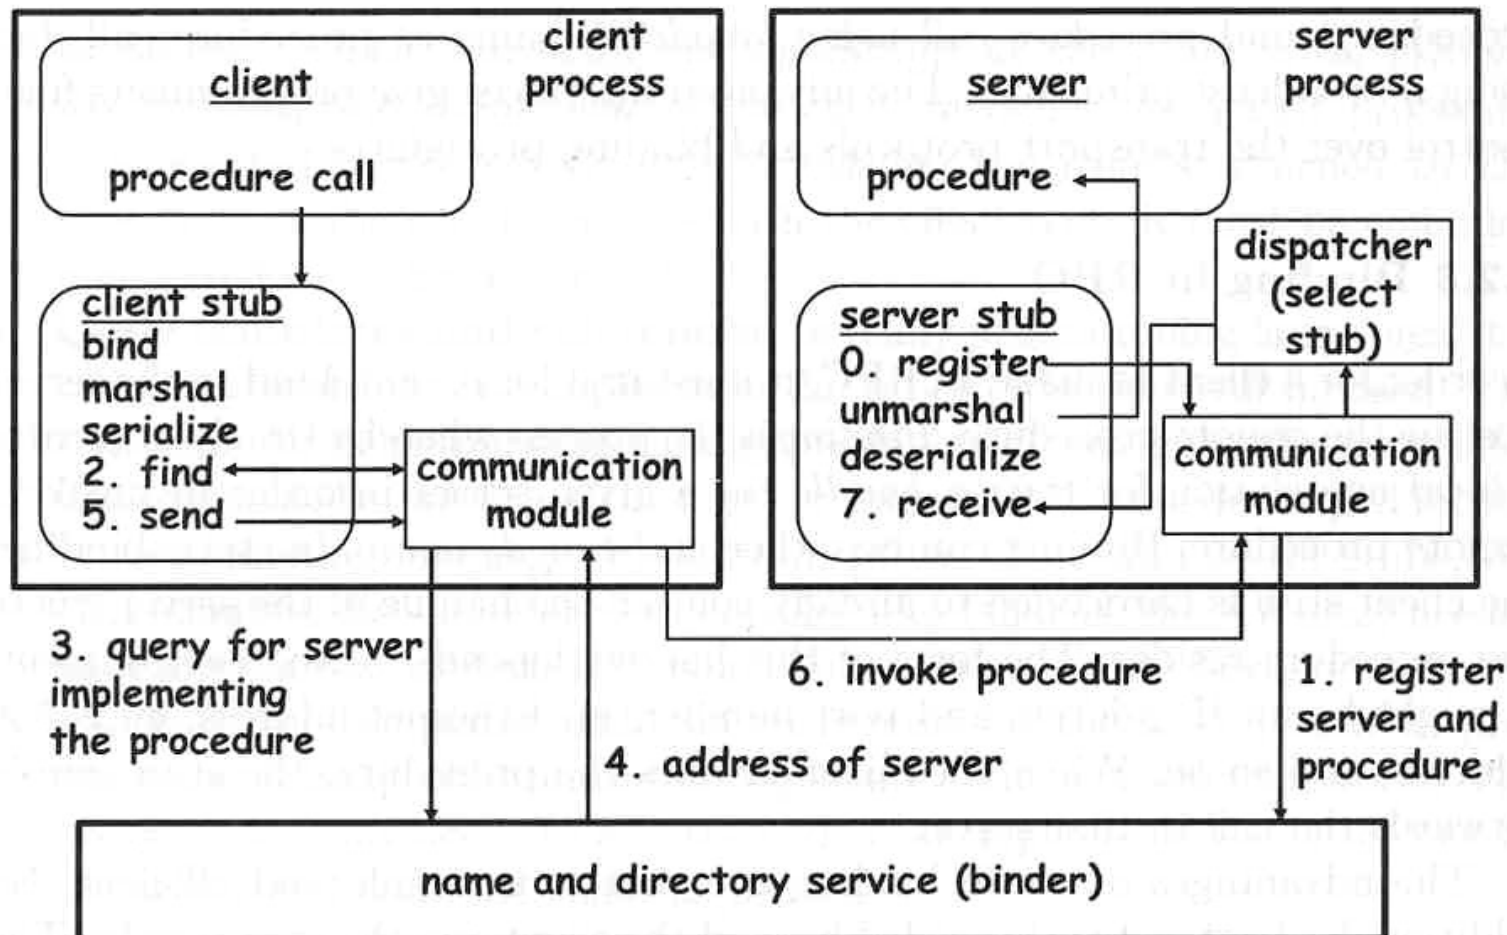 client
process
client
procedure call
client stub
bind
marshal
serialize
2. find
5. send
communication
module
server
process
server
procedure
dispatcher
(select
stub)
server stub
0. register
unmarshal
deserialize
7. receive
communication
module
3. query for server
implementing
the procedure
4. address of server
6. invoke procedure
1. register
server and
procedure
name and directory service (binder)